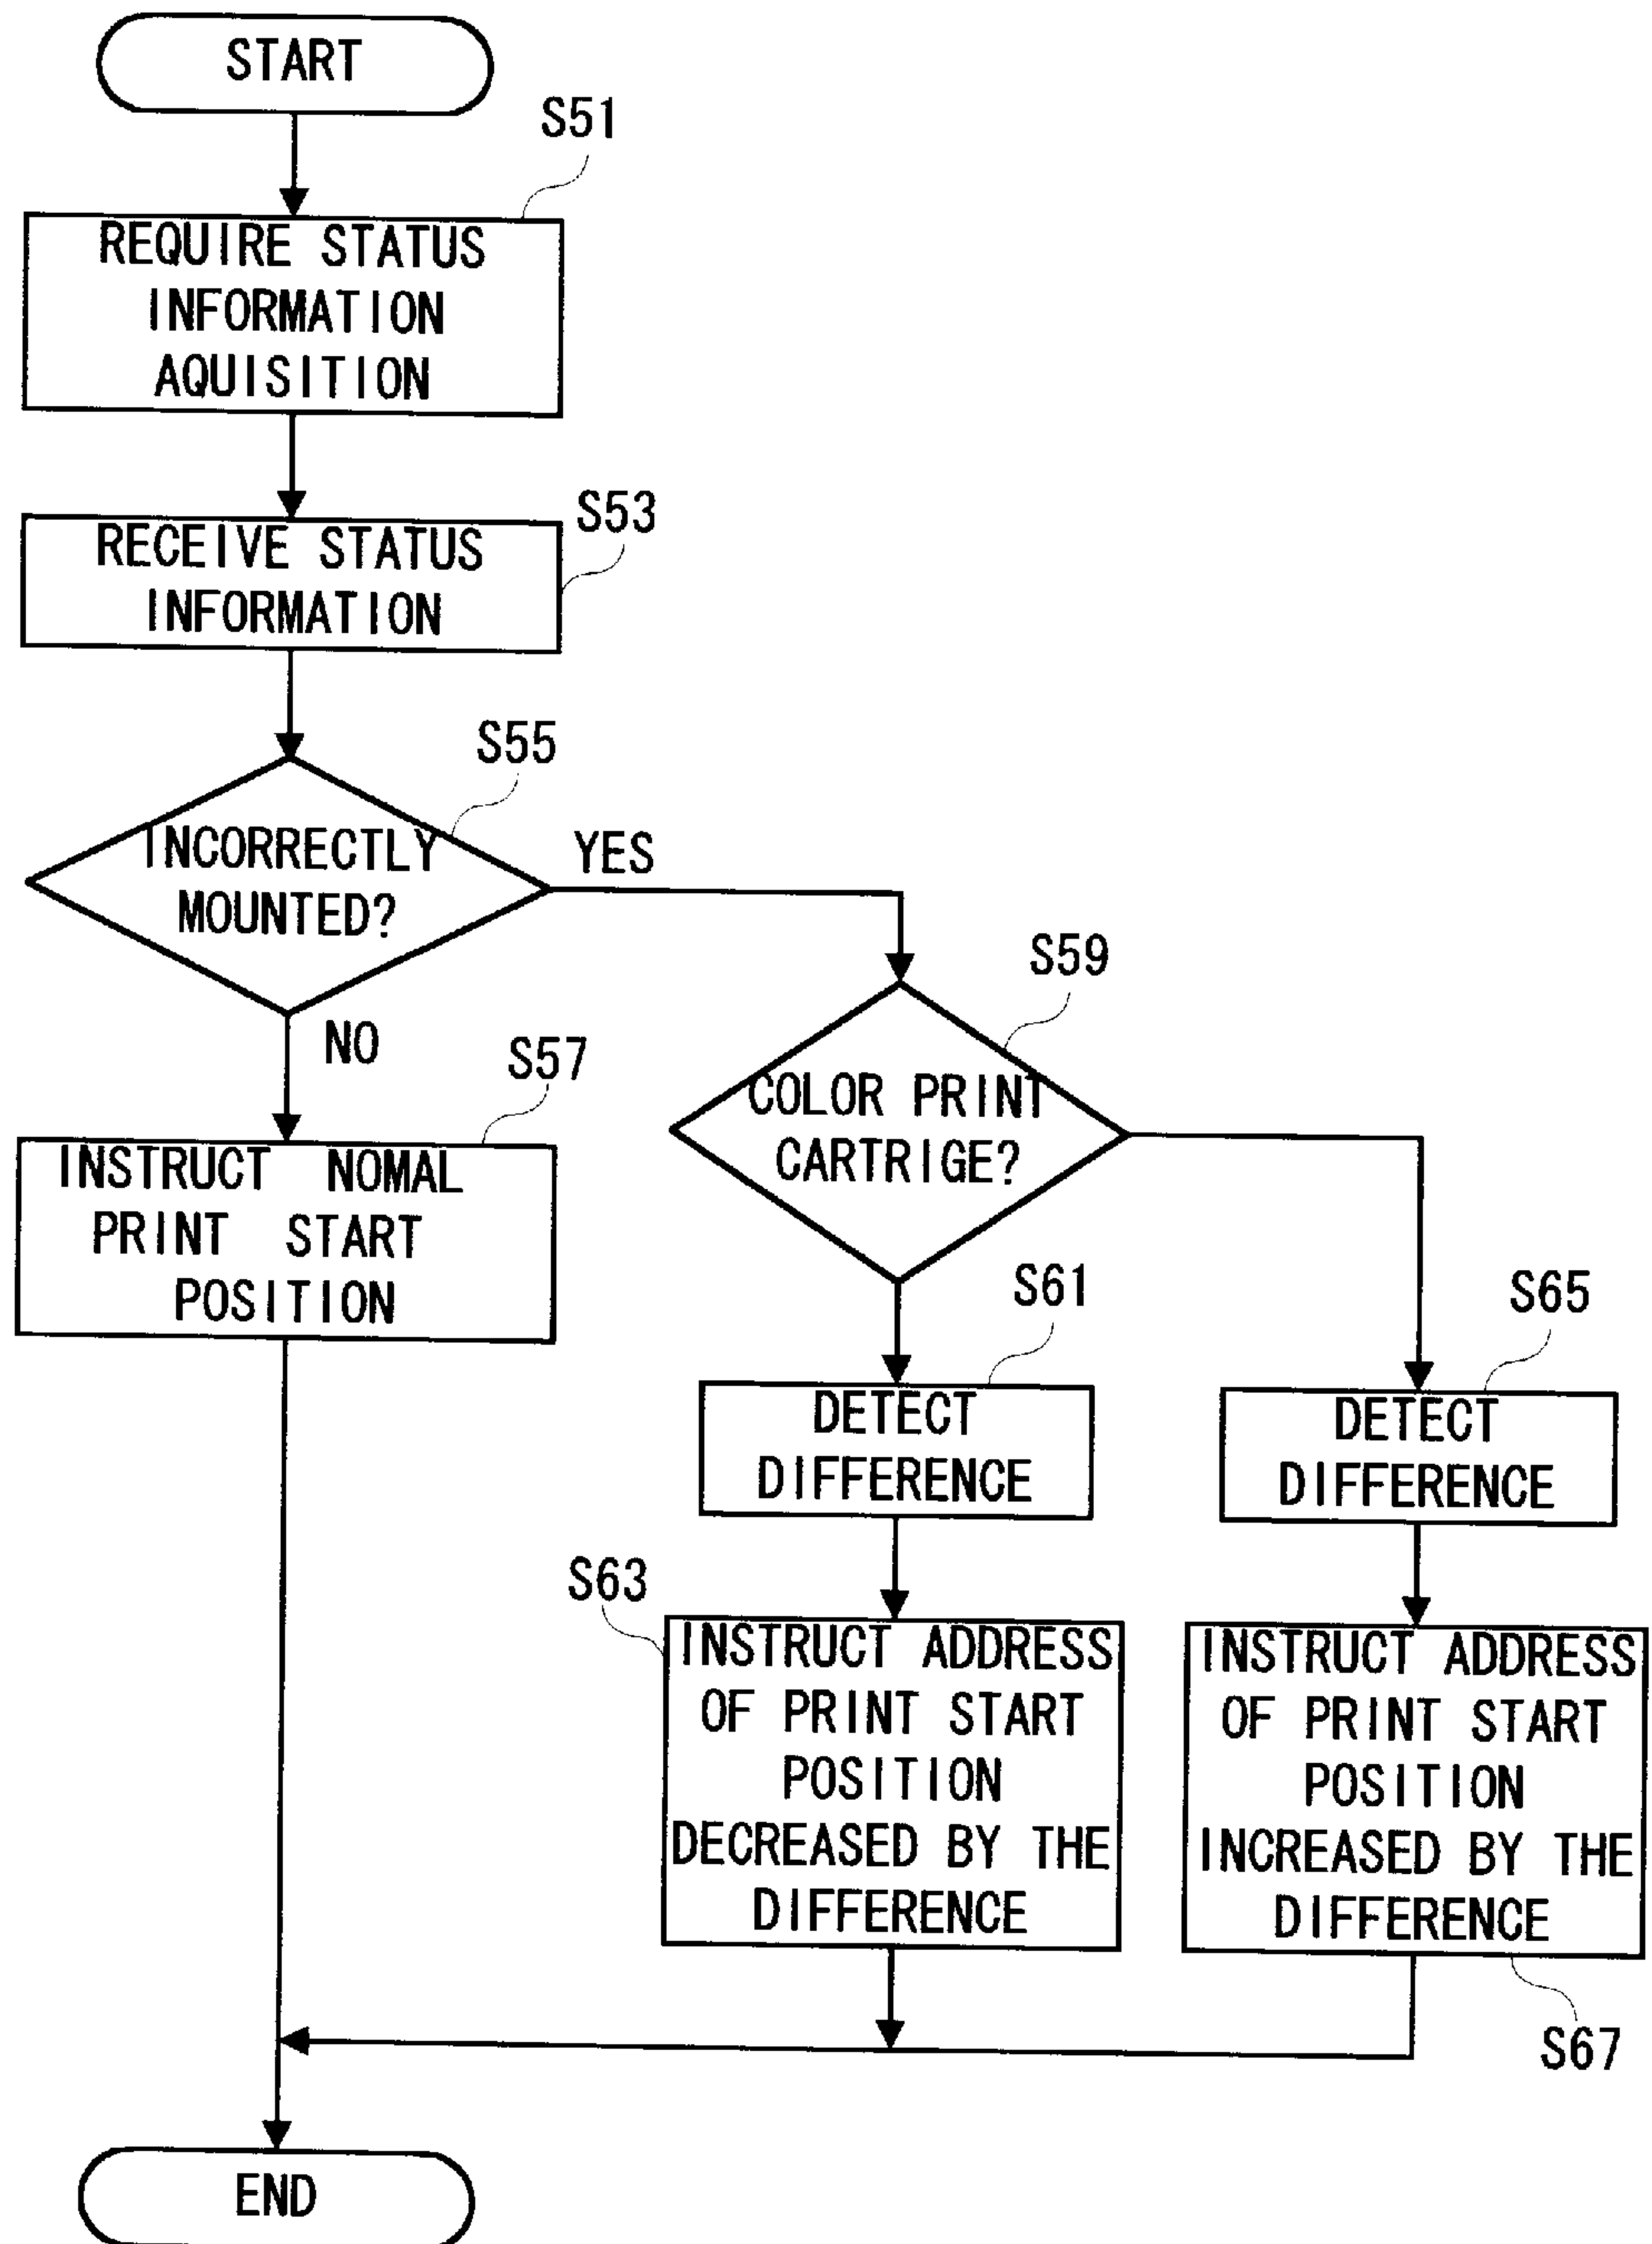 START
S51
REQUIRE STATUS
INFORMATION
AQUISITION
S53
RECEIVE STATUS
INFORMATION
S55
INCORRECTLY
MOUNTED?
YES
NO
S57
INSTRUCT NOMAL
PRINT START
POSITION
S59
COLOR PRINT
CARTRIGE?
S61
DETECT
DIFFERENCE
S65
DETECT
DIFFERENCE
S63
INSTRUCT ADDRESS
OF PRINT START
POSITION
DECREASED BY THE
DIFFERENCE
INSTRUCT ADDRESS
OF PRINT START
POSITION
INCREASED BY THE
DIFFERENCE
S67
END